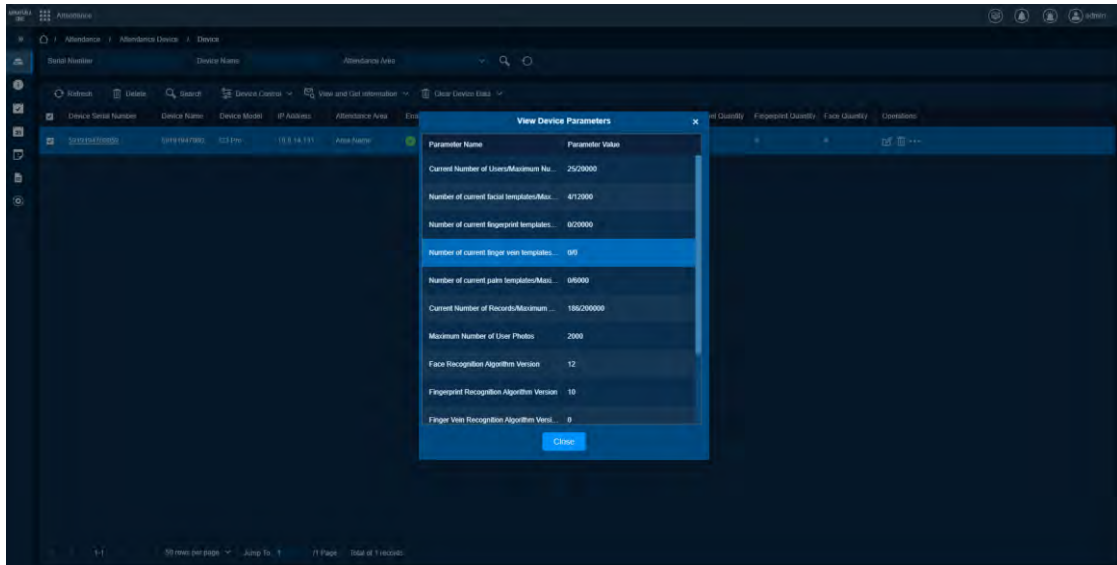 Attendance
admin
Attendance / Attendance Device / Device
Serial Number Device Name Attendance Area
Refresh Delete Search Device Control View and Get Information Clear Device Data
Device Serial Number Device Name Device Model IP Address Attendance Area Fingerprint Quantity Face Quantity Operations
Area Name
View Device Parameters ×
Parameter Name Parameter Value
Current Number of Users/Maximum Nu... 25/20000
Number of current facial templates/Max... 4/12000
Number of current fingerprint templates... 0/20000
Number of current finger vein templates... 0/0
Number of current palm templates/Maxi... 0/6000
Current Number of Records/Maximum ... 186/200000
Maximum Number of User Photos 2000
Face Recognition Algorithm Version 12
Fingerprint Recognition Algorithm Version 10
Finger Vein Recognition Algorithm Versi... 0
Close
1-1 50 rows per page Jump To 1 /1 Page Total of 1 records